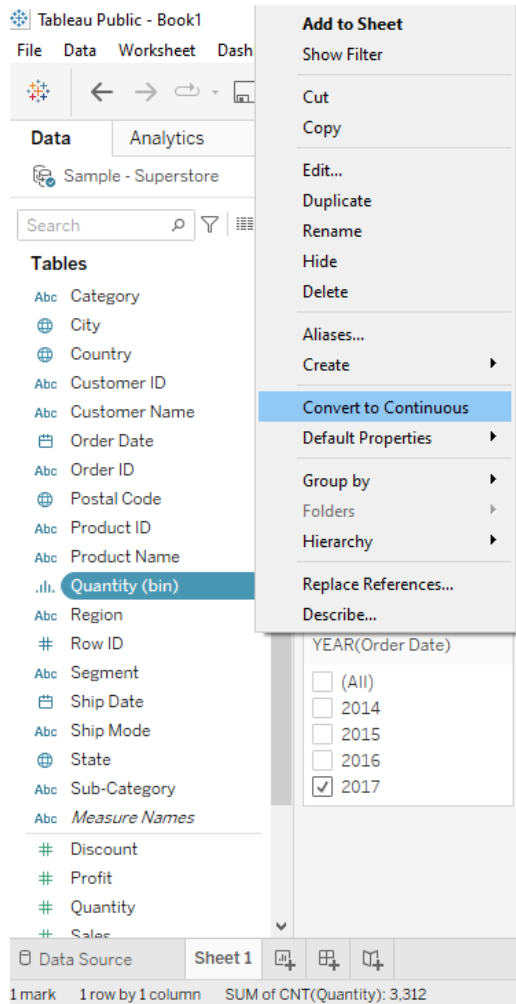 Tableau Public - Book1
File Data Worksheet Dash
Data Analytics
Sample - Superstore
Search
Tables
Abc Category
City
Country
Abc Customer ID
Abc Customer Name
Order Date
Abc Order ID
Postal Code
Abc Product ID
Abc Product Name
Quantity (bin)
Abc Region
# Row ID
Abc Segment
Ship Date
Abc Ship Mode
State
Abc Sub-Category
Abc Measure Names
# Discount
# Profit
# Quantity
# Sales
Add to Sheet
Show Filter
Cut
Copy
Edit...
Duplicate
Rename
Hide
Delete
Aliases...
Create
Convert to Continuous
Default Properties
Group by
Folders
Hierarchy
Replace References...
Describe...
YEAR(Order Date)
(All)
2014
2015
2016
2017
Data Source Sheet 1
1 mark 1 row by 1 column SUM of CNT(Quantity): 3,312